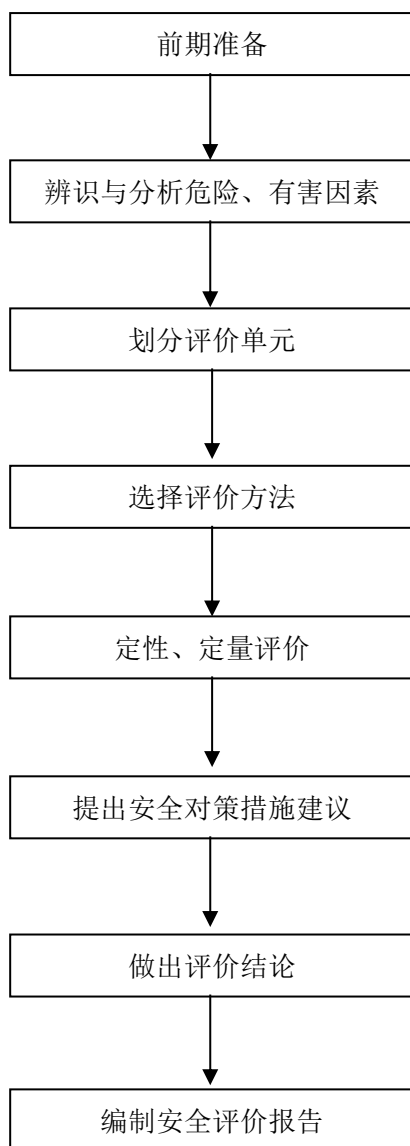 前期准备
辨识与分析危险、有害因素
划分评价单元
选择评价方法
定性、定量评价
提出安全对策措施建议
做出评价结论
编制安全评价报告